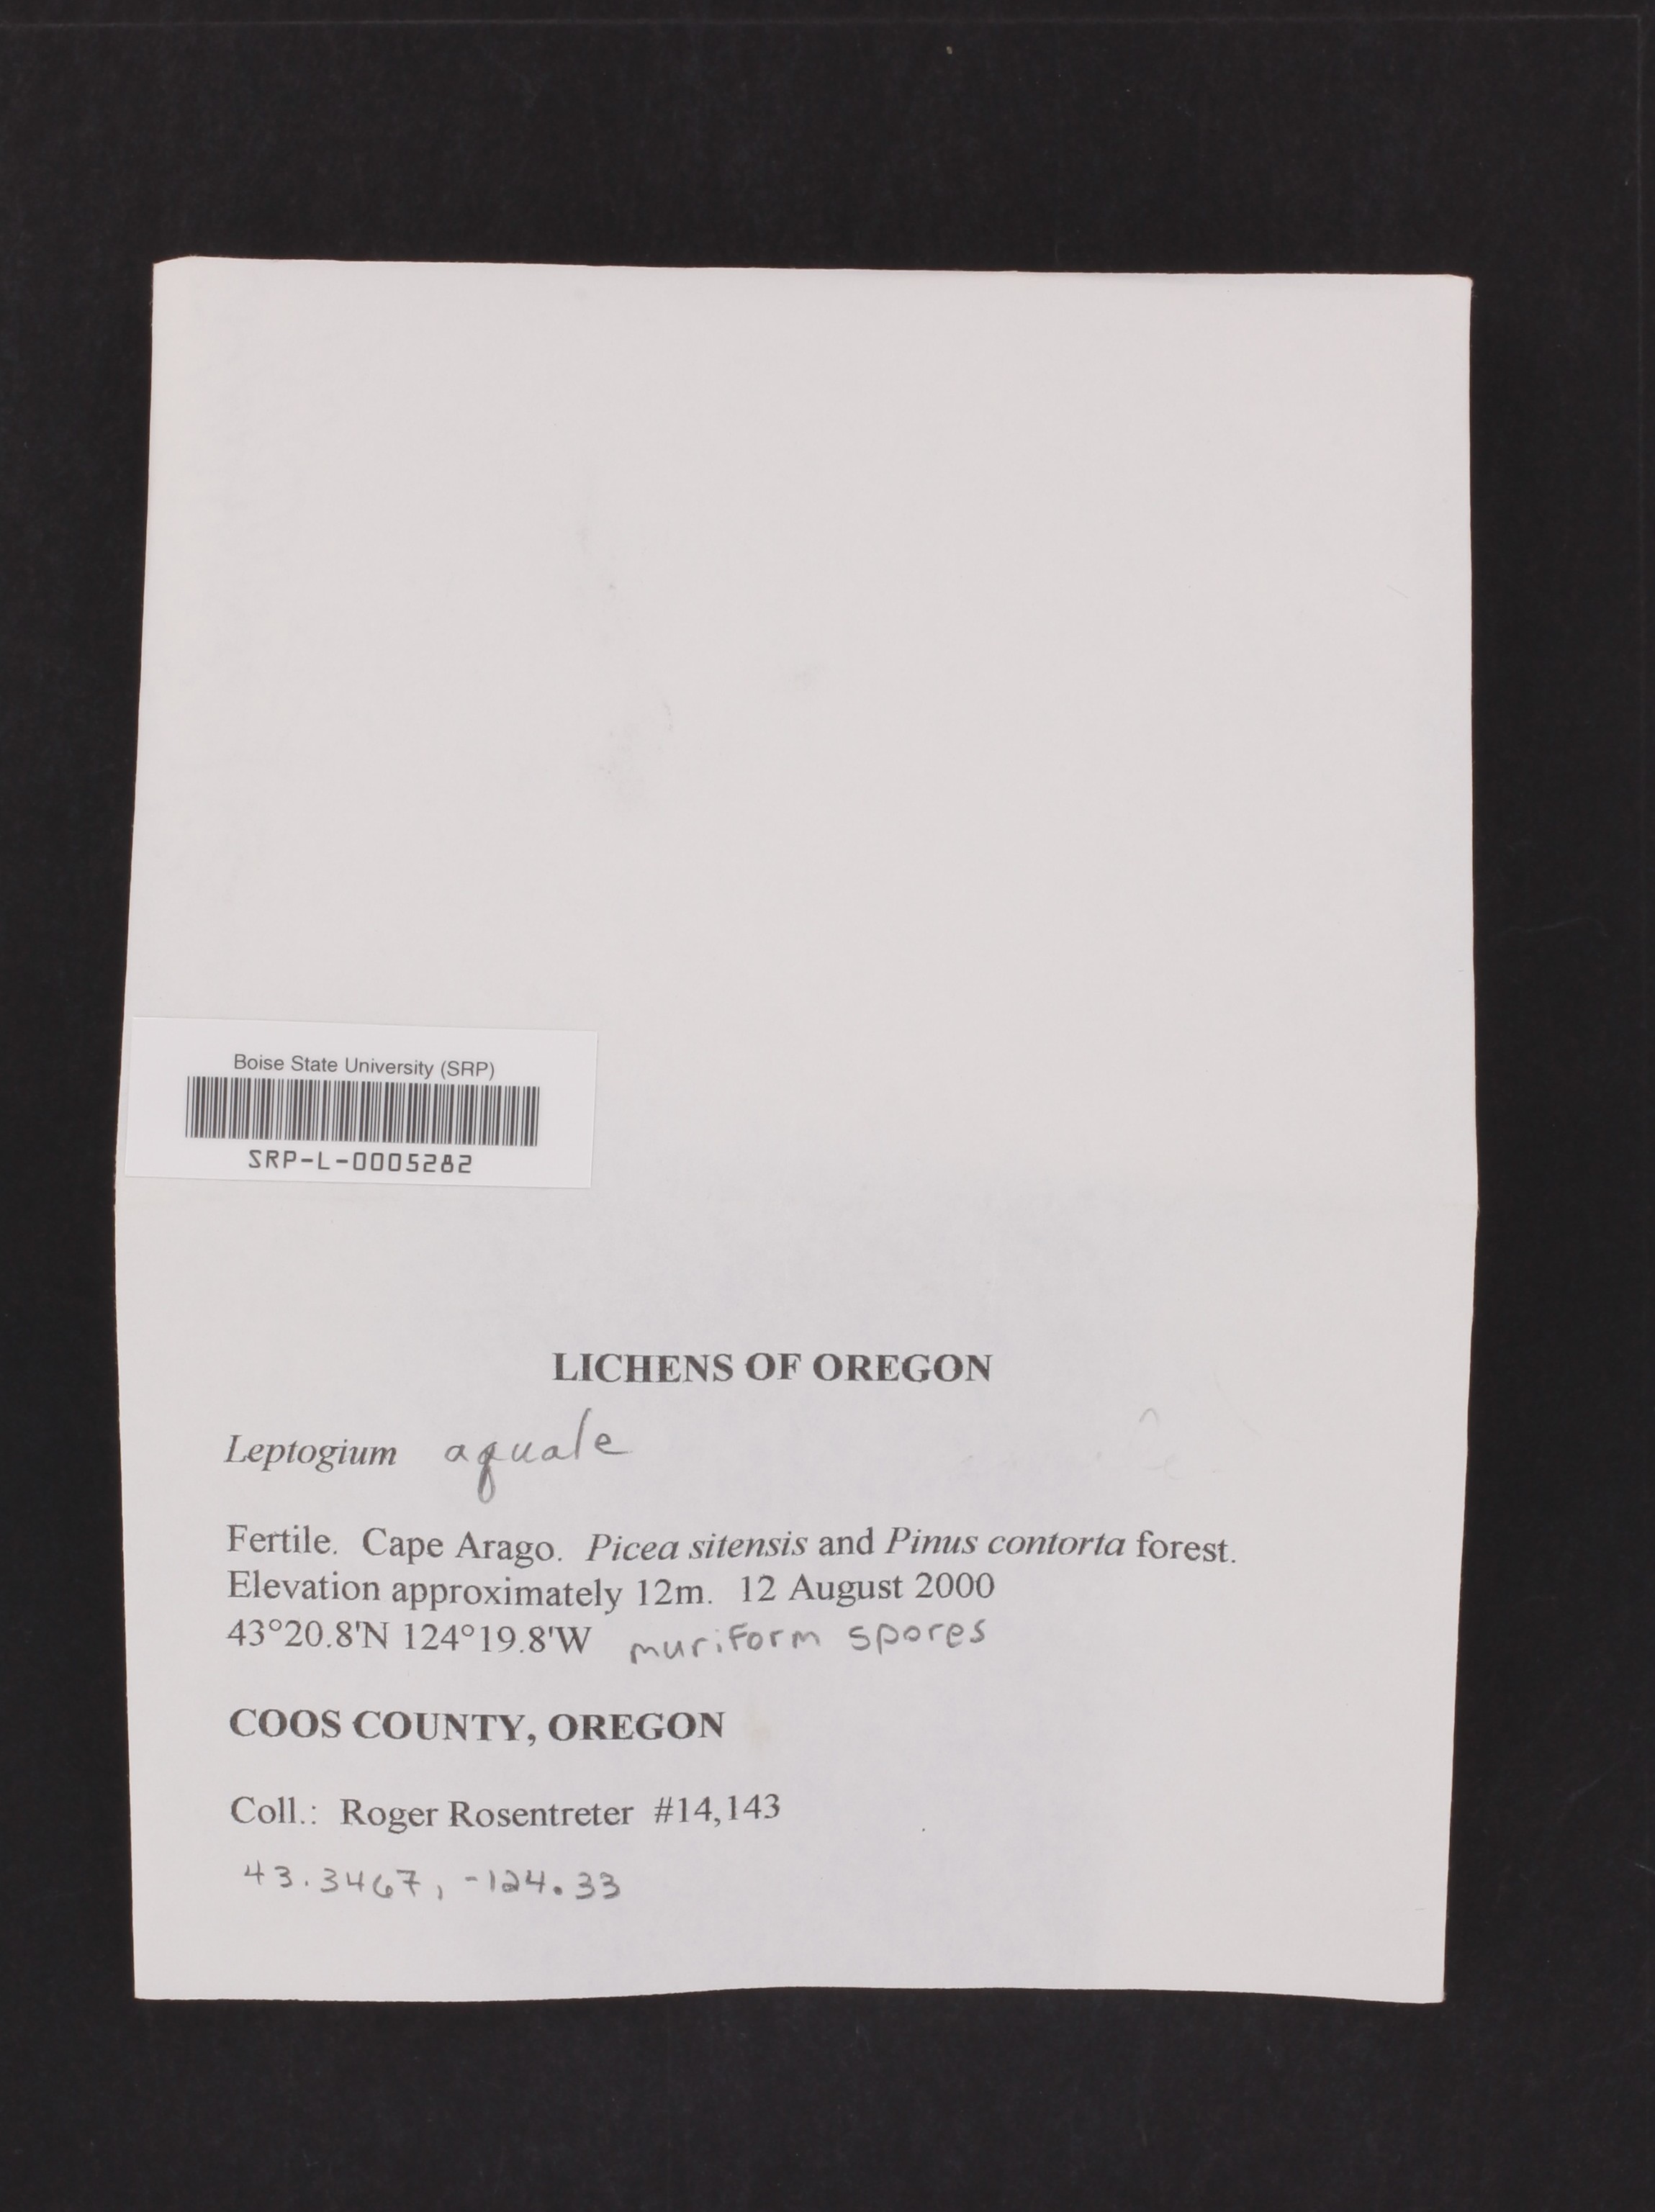 Boise State University (SRP)
SRP-L-0005282
LICHENS OF OREGON
Leptogium aquale
Fertile. Cape Arago. Picea sitensis and Pinus contorta forest.
Elevation approximately 12m. 12 August 2000
43°20.8'N 124°19.8'W muriform spores
COOS COUNTY, OREGON
Coll.: Roger Rosentreter #14,143
43.3467, -124.33